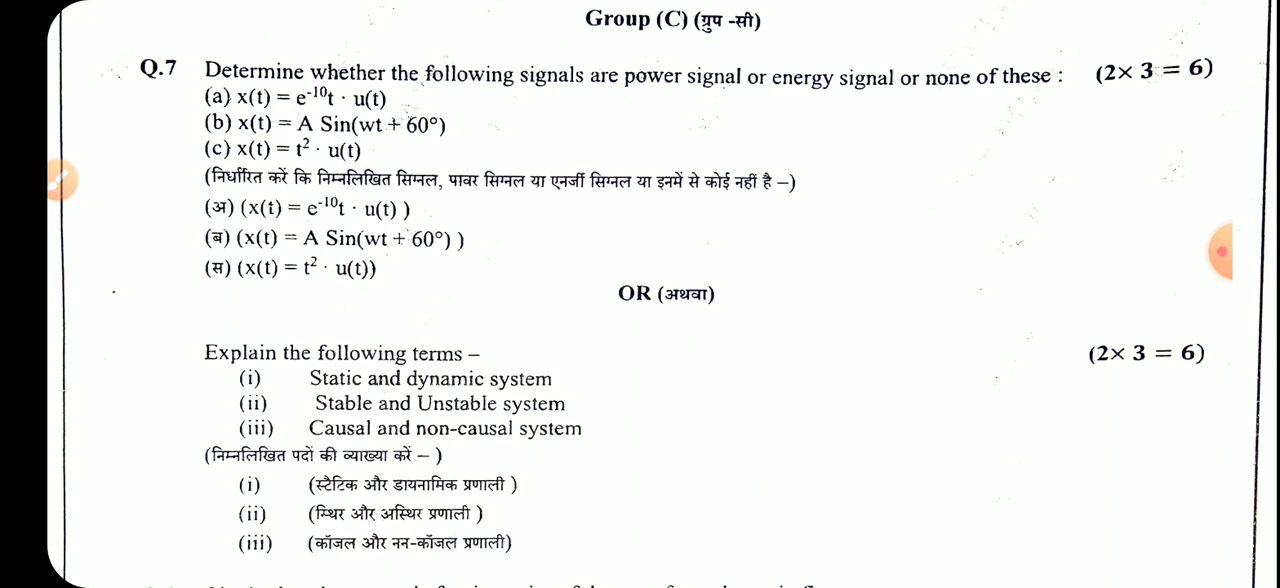 Group (C) (ग्रुप -सी)
Q.7 Determine whether the following signals are power signal or energy signal or none of these : (2× 3 = 6)
(a) x(t) = e⁻¹⁰t · u(t)
(b) x(t) = A Sin(wt + 60°)
(c) x(t) = t² · u(t)
(निर्धारित करें कि निम्नलिखित सिग्नल, पावर सिग्नल या एनर्जी सिग्नल या इनमें से कोई नहीं है –)
(अ) (x(t) = e⁻¹⁰t · u(t) )
(ब) (x(t) = A Sin(wt + 60°) )
(स) (x(t) = t² · u(t))
OR (अथवा)
Explain the following terms – (2× 3 = 6)
(i) Static and dynamic system
(ii) Stable and Unstable system
(iii) Causal and non-causal system
(निम्नलिखित पदों की व्याख्या करें – )
(i) (स्टैटिक और डायनामिक प्रणाली )
(ii) (स्थिर और अस्थिर प्रणाली )
(iii) (कॉजल और नन-कॉजल प्रणाली)